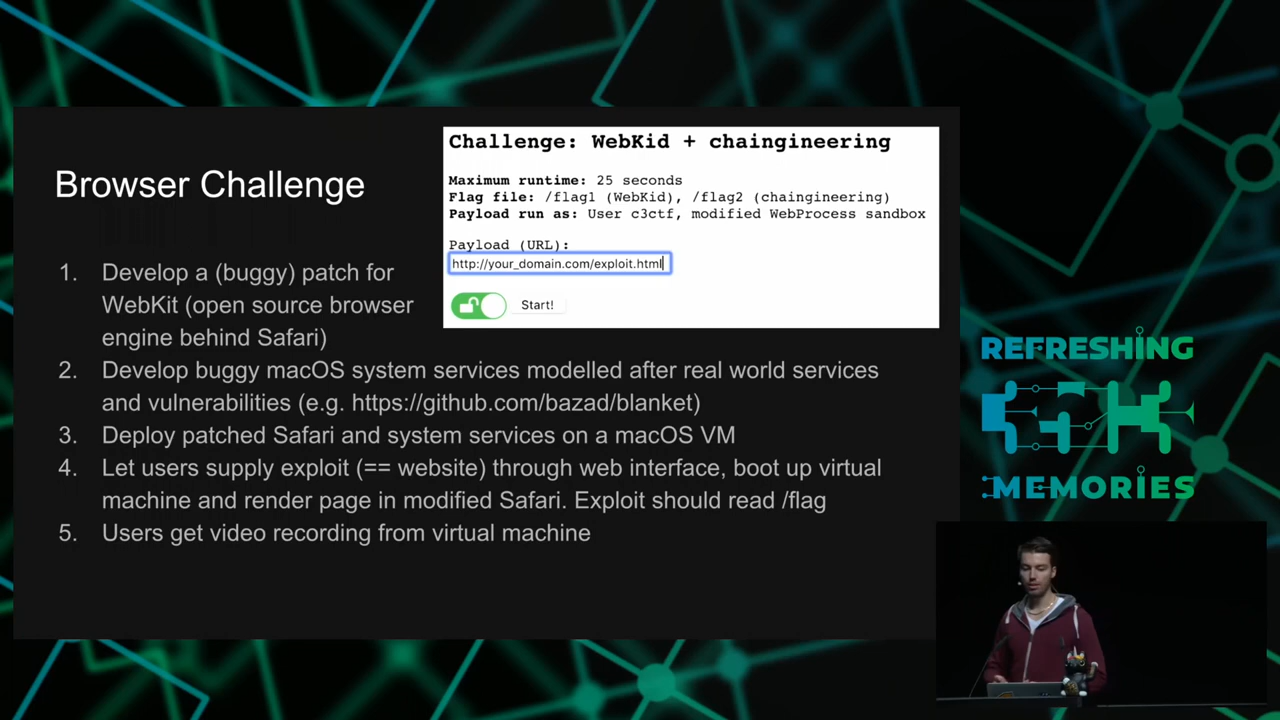 Browser Challenge
Challenge: WebKid + chaingineering
Maximum runtime: 25 seconds
Flag file: /flag1 (WebKid), /flag2 (chaingineering)
Payload run as: User c3ctf, modified WebProcess sandbox
Payload (URL):
http://your_domain.com/exploit.html
Start!
1. Develop a (buggy) patch for
WebKit (open source browser
engine behind Safari)
2. Develop buggy macOS system services modelled after real world services
and vulnerabilities (e.g. https://github.com/bazad/blanket)
3. Deploy patched Safari and system services on a macOS VM
4. Let users supply exploit (== website) through web interface, boot up virtual
machine and render page in modified Safari. Exploit should read /flag
5. Users get video recording from virtual machine
REFRESHING
35C3
MEMORIES